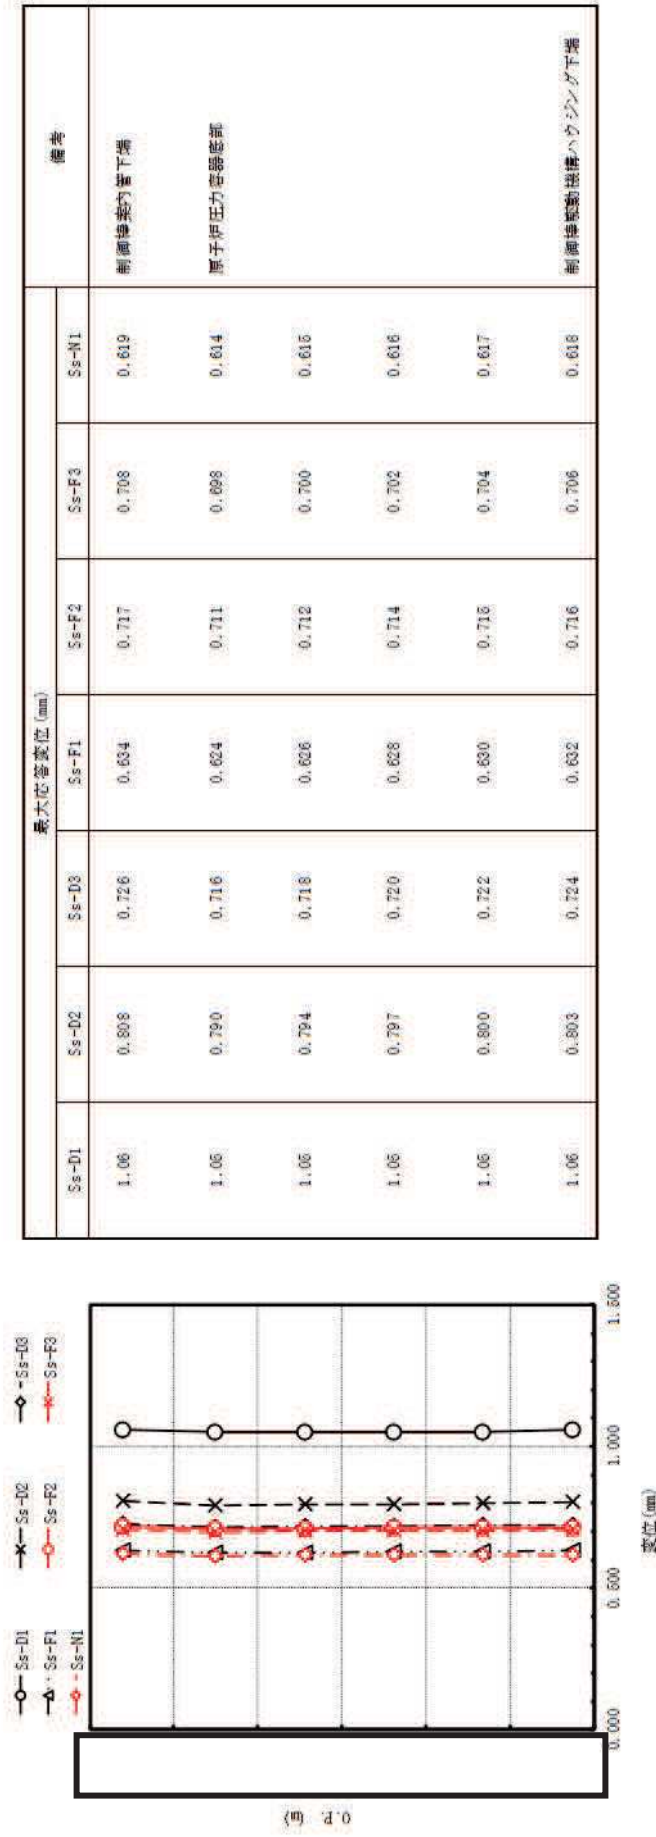 Ss-D1 Ss-D2 Ss-D3
Ss-F1 Ss-F2 Ss-F3
Ss-N1
O.P. (m)
0.000 0.500 1.000 1.500
変位(mm)
最大応答変位(mm) 備考
Ss-D1 Ss-D2 Ss-D3 Ss-F1 Ss-F2 Ss-F3 Ss-N1
1.06 0.808 0.726 0.634 0.717 0.708 0.619 制御棒案内管下端
1.05 0.790 0.716 0.624 0.711 0.698 0.614 原子炉圧力容器底部
1.05 0.794 0.718 0.626 0.712 0.700 0.615
1.05 0.797 0.720 0.628 0.714 0.702 0.616
1.05 0.800 0.722 0.630 0.715 0.704 0.617
1.06 0.803 0.724 0.632 0.716 0.706 0.618 制御棒駆動機構ハウジング下端